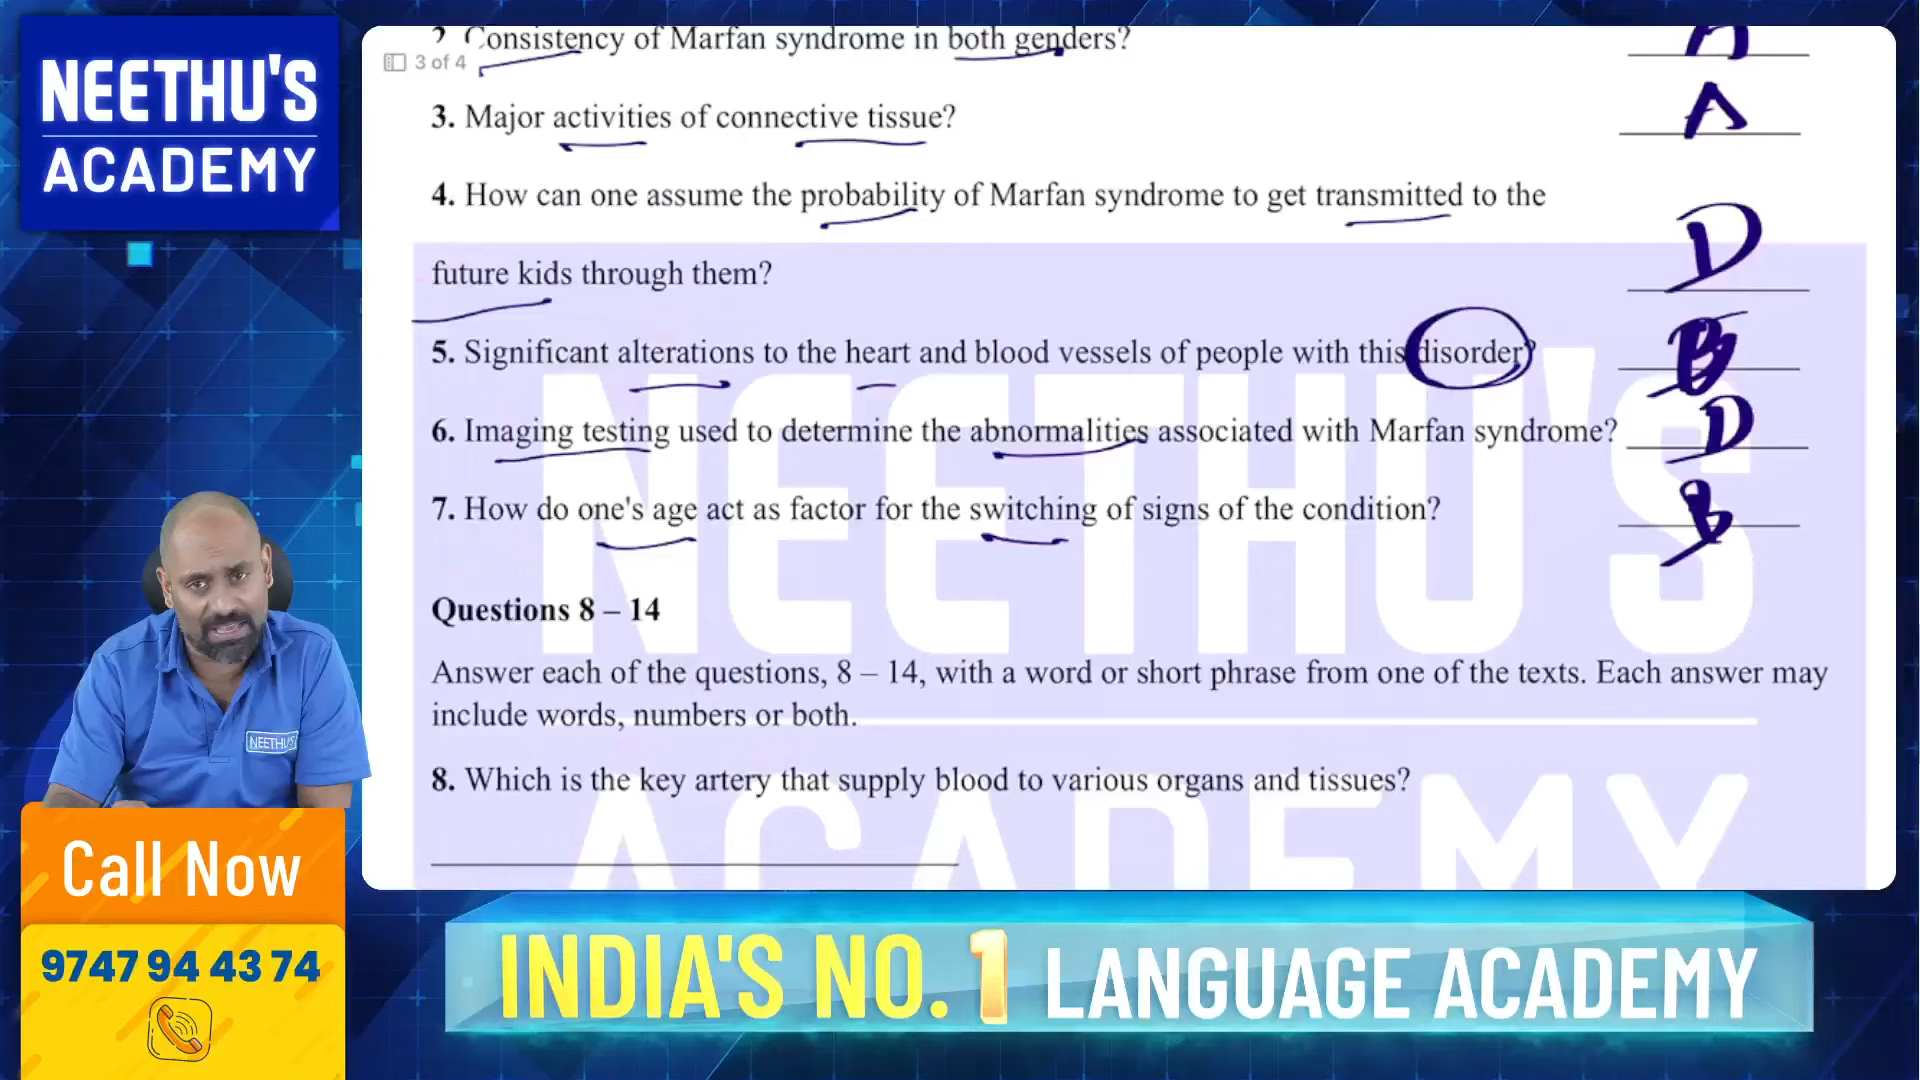 NEETHU'S
ACADEMY
2 Consistency of Marfan syndrome in both genders?
A
3 of 4
3. Major activities of connective tissue?
A
4. How can one assume the probability of Marfan syndrome to get transmitted to the
future kids through them?
D
5. Significant alterations to the heart and blood vessels of people with this disorder?
B
6. Imaging testing used to determine the abnormalities associated with Marfan syndrome?
D
7. How do one's age act as factor for the switching of signs of the condition?
B
Questions 8 – 14
Answer each of the questions, 8 – 14, with a word or short phrase from one of the texts. Each answer may
include words, numbers or both.
8. Which is the key artery that supply blood to various organs and tissues?
NEETHU'S
ACADEMY
NEETHU'S
Call Now
9747 94 43 74
INDIA'S NO. 1 LANGUAGE ACADEMY